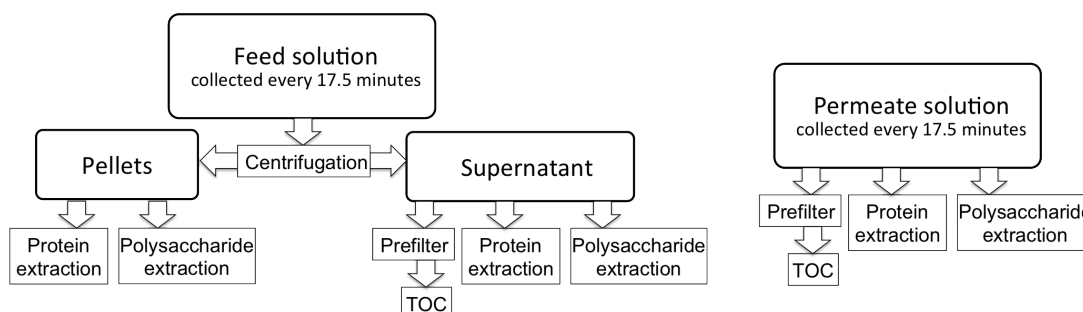 Feed solution
collected every 17.5 minutes
Centrifugation
Pellets
Supernatant
Protein
extraction
Polysaccharide
extraction
Prefilter
TOC
Protein
extraction
Polysaccharide
extraction
Permeate solution
collected every 17.5 minutes
Prefilter
TOC
Protein
extraction
Polysaccharide
extraction